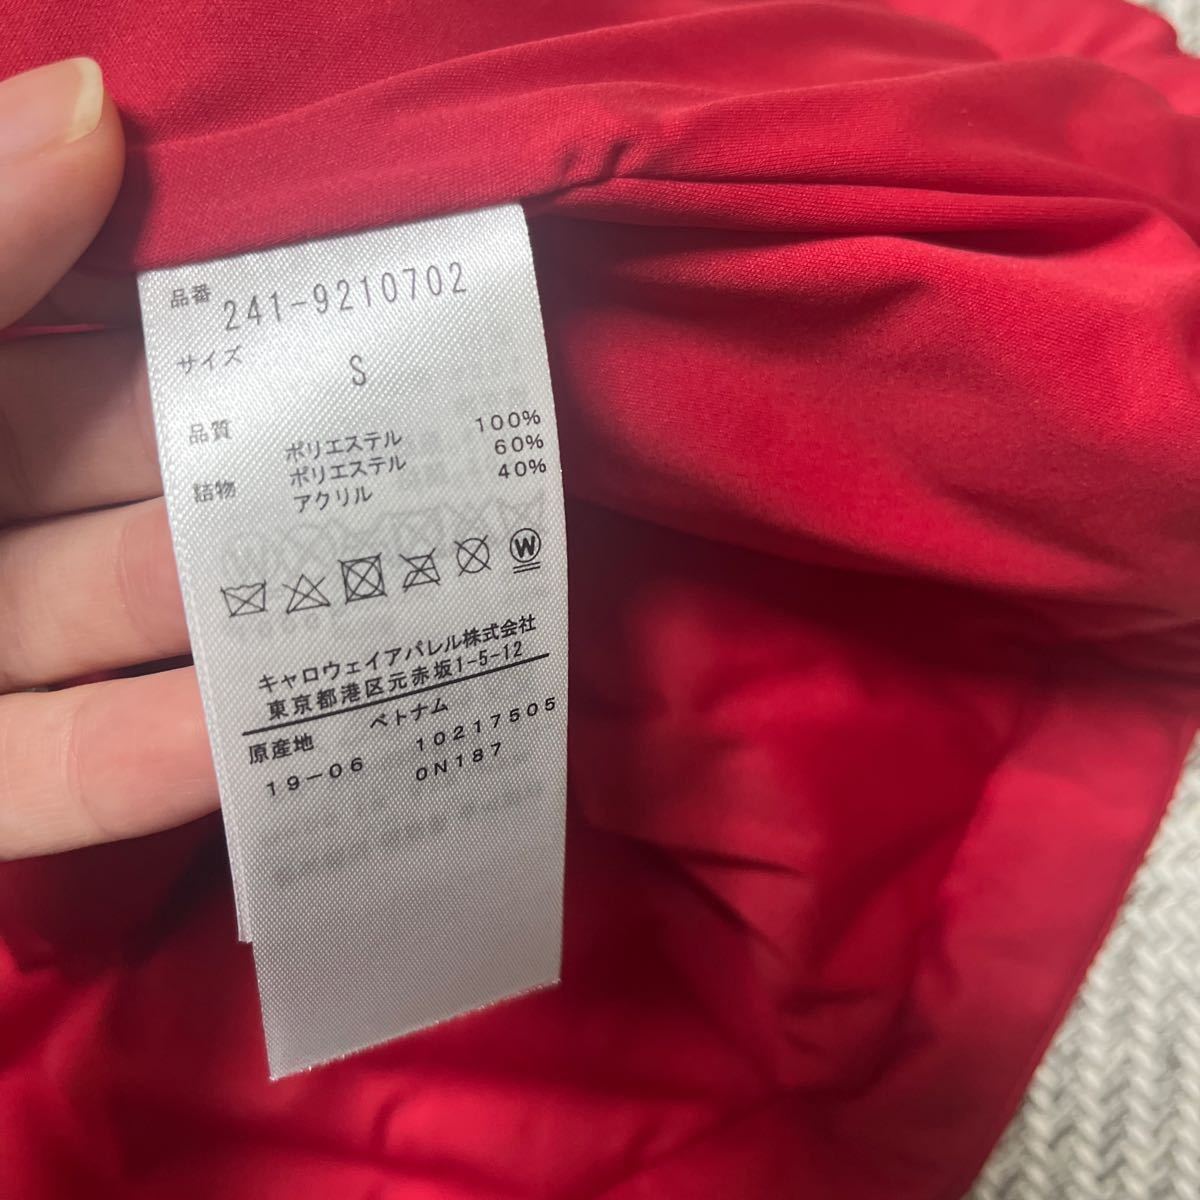 品番 241-9210702
サイズ S
品質 ポリエステル 100%
詰物 ポリエステル 60%
アクリル 40%
W
キャロウェイアパレル株式会社
東京都港区元赤坂1-5-12
原産地 ベトナム
19-06 10217505
0N187